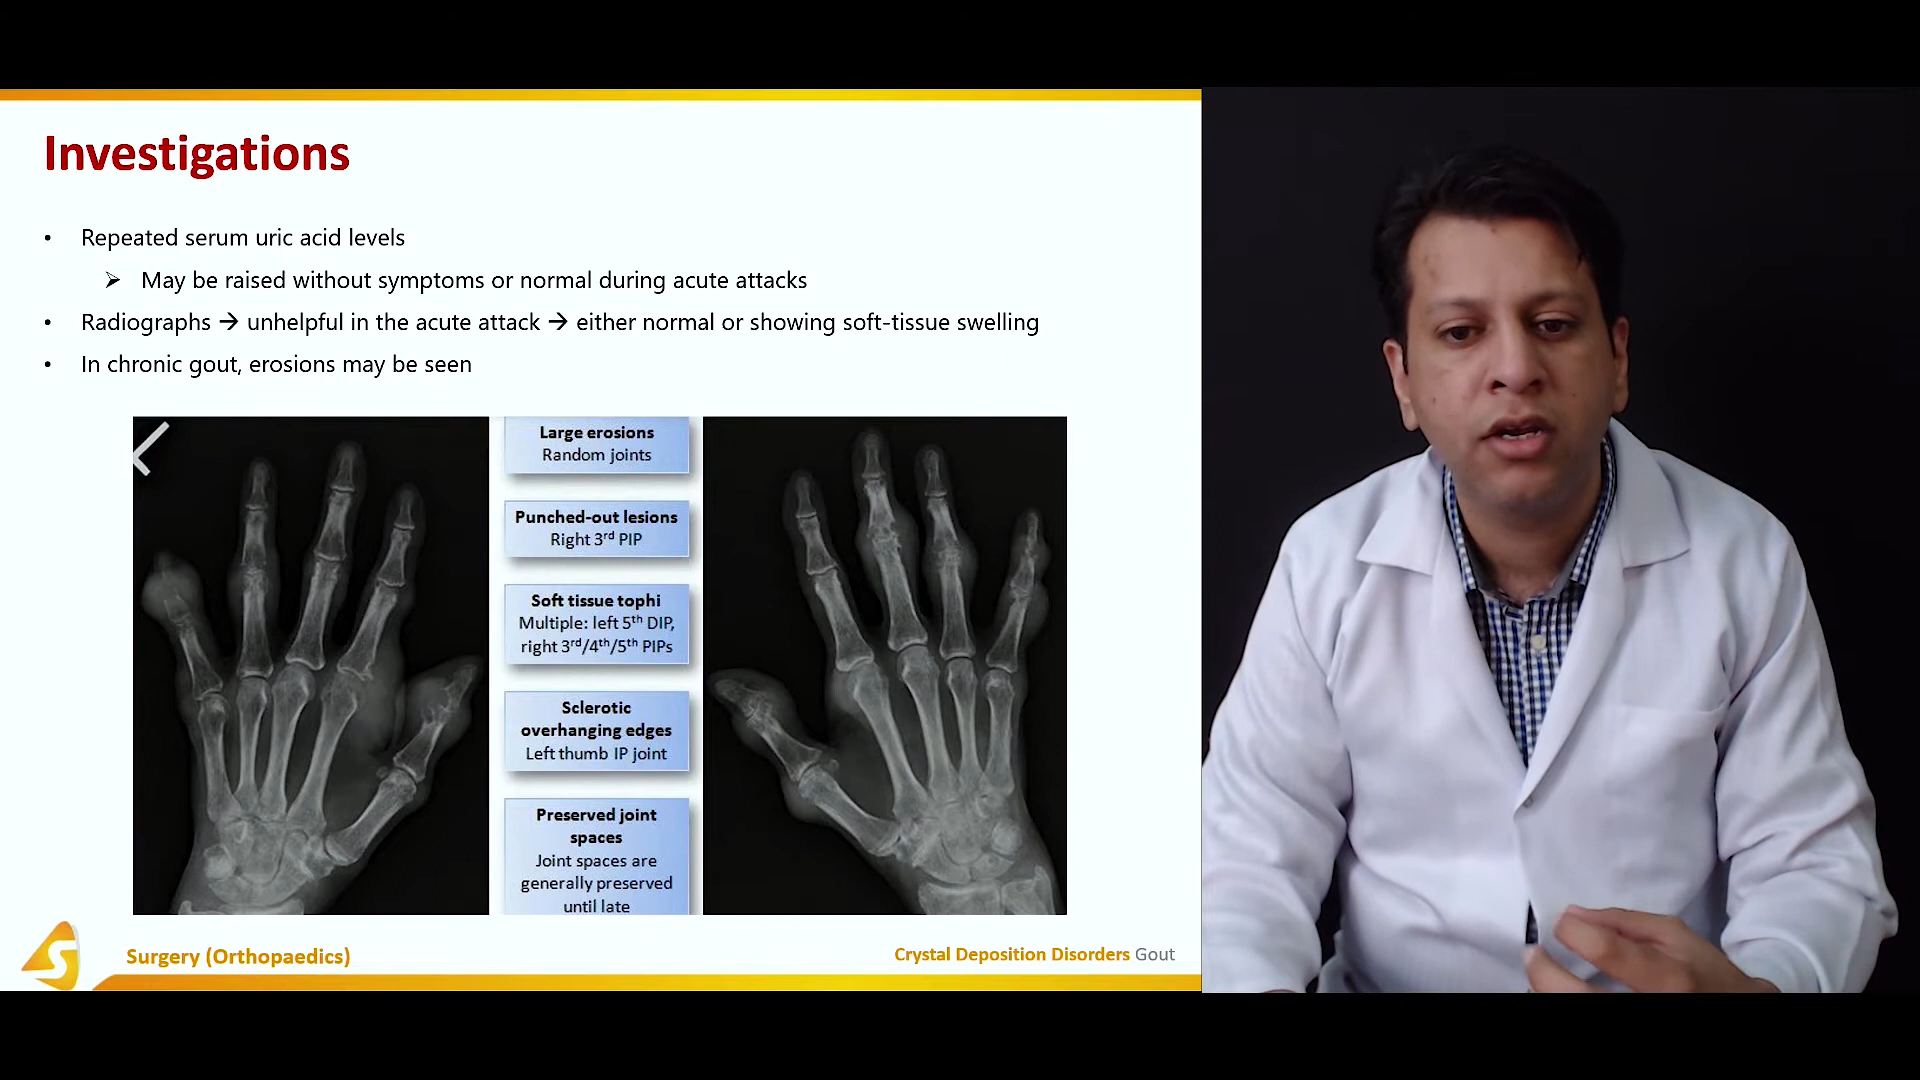 Investigations
• Repeated serum uric acid levels
➢ May be raised without symptoms or normal during acute attacks
• Radiographs → unhelpful in the acute attack → either normal or showing soft-tissue swelling
• In chronic gout, erosions may be seen
Large erosions
Random joints
Punched-out lesions
Right 3rd PIP
Soft tissue tophi
Multiple: left 5th DIP,
right 3rd/4th/5th PIPs
Sclerotic
overhanging edges
Left thumb IP joint
Preserved joint
spaces
Joint spaces are
generally preserved
until late
S
Surgery (Orthopaedics)
Crystal Deposition Disorders Gout